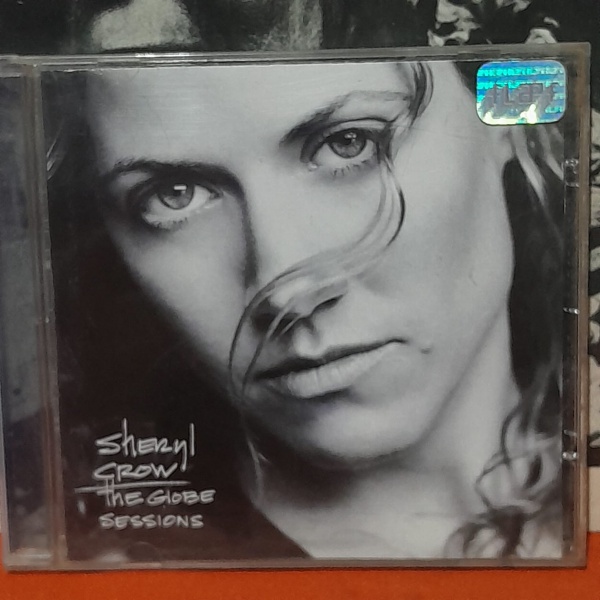 SHERYL
CROW
THE GLOBE
SESSIONS